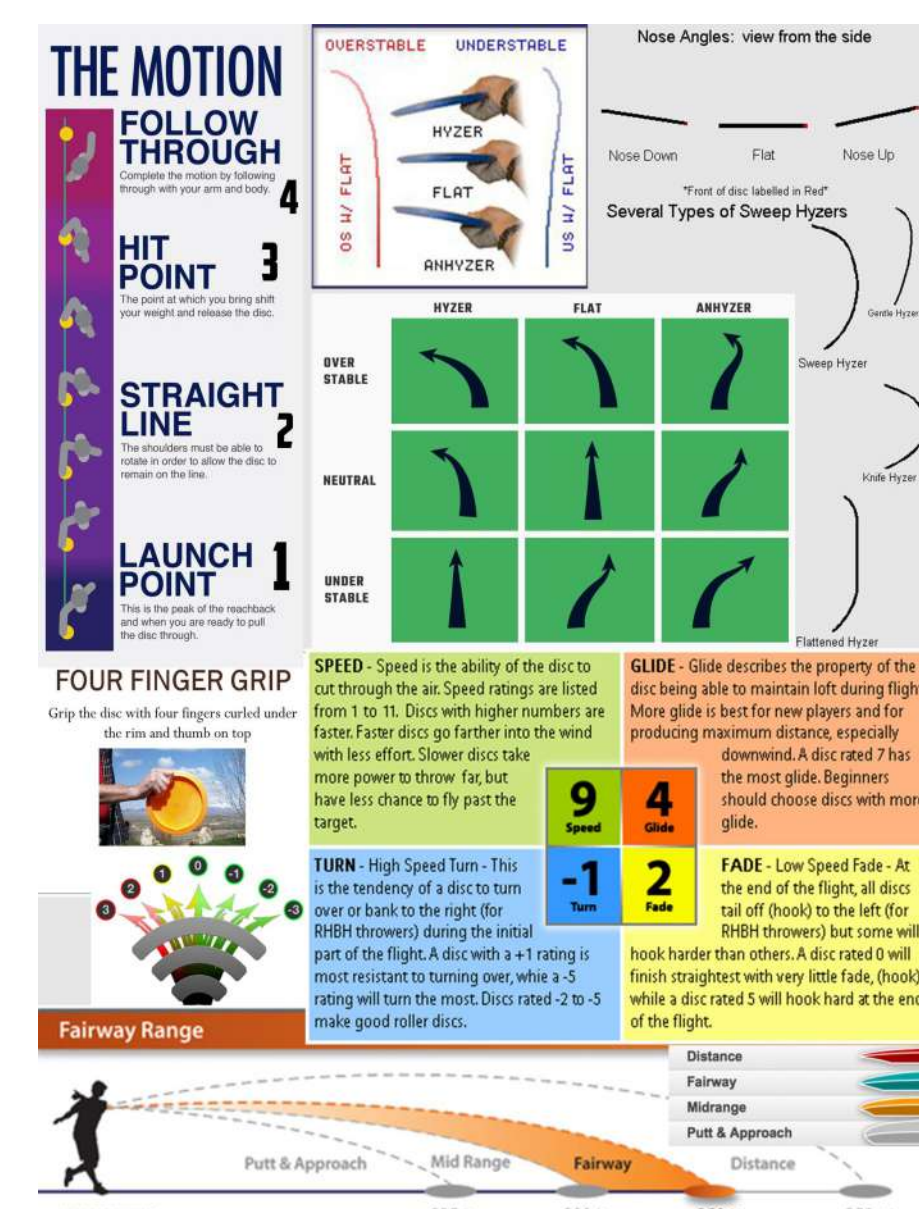 THE MOTION
FOLLOW
THROUGH
Complete the motion by following
through with your arm and body.
4
HIT
POINT
3
The point at which you bring shift
your weight and release the disc.
STRAIGHT
LINE
2
The shoulders must be able to
rotate in order to allow the disc to
remain on the line.
LAUNCH
POINT
1
This is the peak of the reachback
and when you are ready to pull
the disc through.
OVERSTABLE UNDERSTABLE
HYZER
FLAT
ANHYZER
OS W/ FLAT
US W/ FLAT
Nose Angles: view from the side
Nose Down Flat Nose Up
*Front of disc labelled in Red*
Several Types of Sweep Hyzers
Gentle Hyzer
Sweep Hyzer
Knife Hyzer
Flattened Hyzer
HYZER FLAT ANHYZER
OVER
STABLE
NEUTRAL
UNDER
STABLE
FOUR FINGER GRIP
Grip the disc with four fingers curled under
the rim and thumb on top
3 2 1 0 -1 -2 -3
SPEED - Speed is the ability of the disc to
cut through the air. Speed ratings are listed
from 1 to 11. Discs with higher numbers are
faster. Faster discs go farther into the wind
with less effort. Slower discs take
more power to throw far, but
have less chance to fly past the
target.
GLIDE - Glide describes the property of the
disc being able to maintain loft during flight
More glide is best for new players and for
producing maximum distance, especially
downwind. A disc rated 7 has
the most glide. Beginners
should choose discs with more
glide.
9
Speed
4
Glide
-1
Turn
2
Fade
TURN - High Speed Turn - This
is the tendency of a disc to turn
over or bank to the right (for
RHBH throwers) during the initial
part of the flight. A disc with a +1 rating is
most resistant to turning over, whie a -5
rating will turn the most. Discs rated -2 to -5
make good roller discs.
FADE - Low Speed Fade - At
the end of the flight, all discs
tail off (hook) to the left (for
RHBH throwers) but some will
hook harder than others. A disc rated 0 will
finish straightest with very little fade, (hook)
while a disc rated 5 will hook hard at the end
of the flight.
Fairway Range
Distance
Fairway
Midrange
Putt & Approach
Putt & Approach Mid Range Fairway Distance